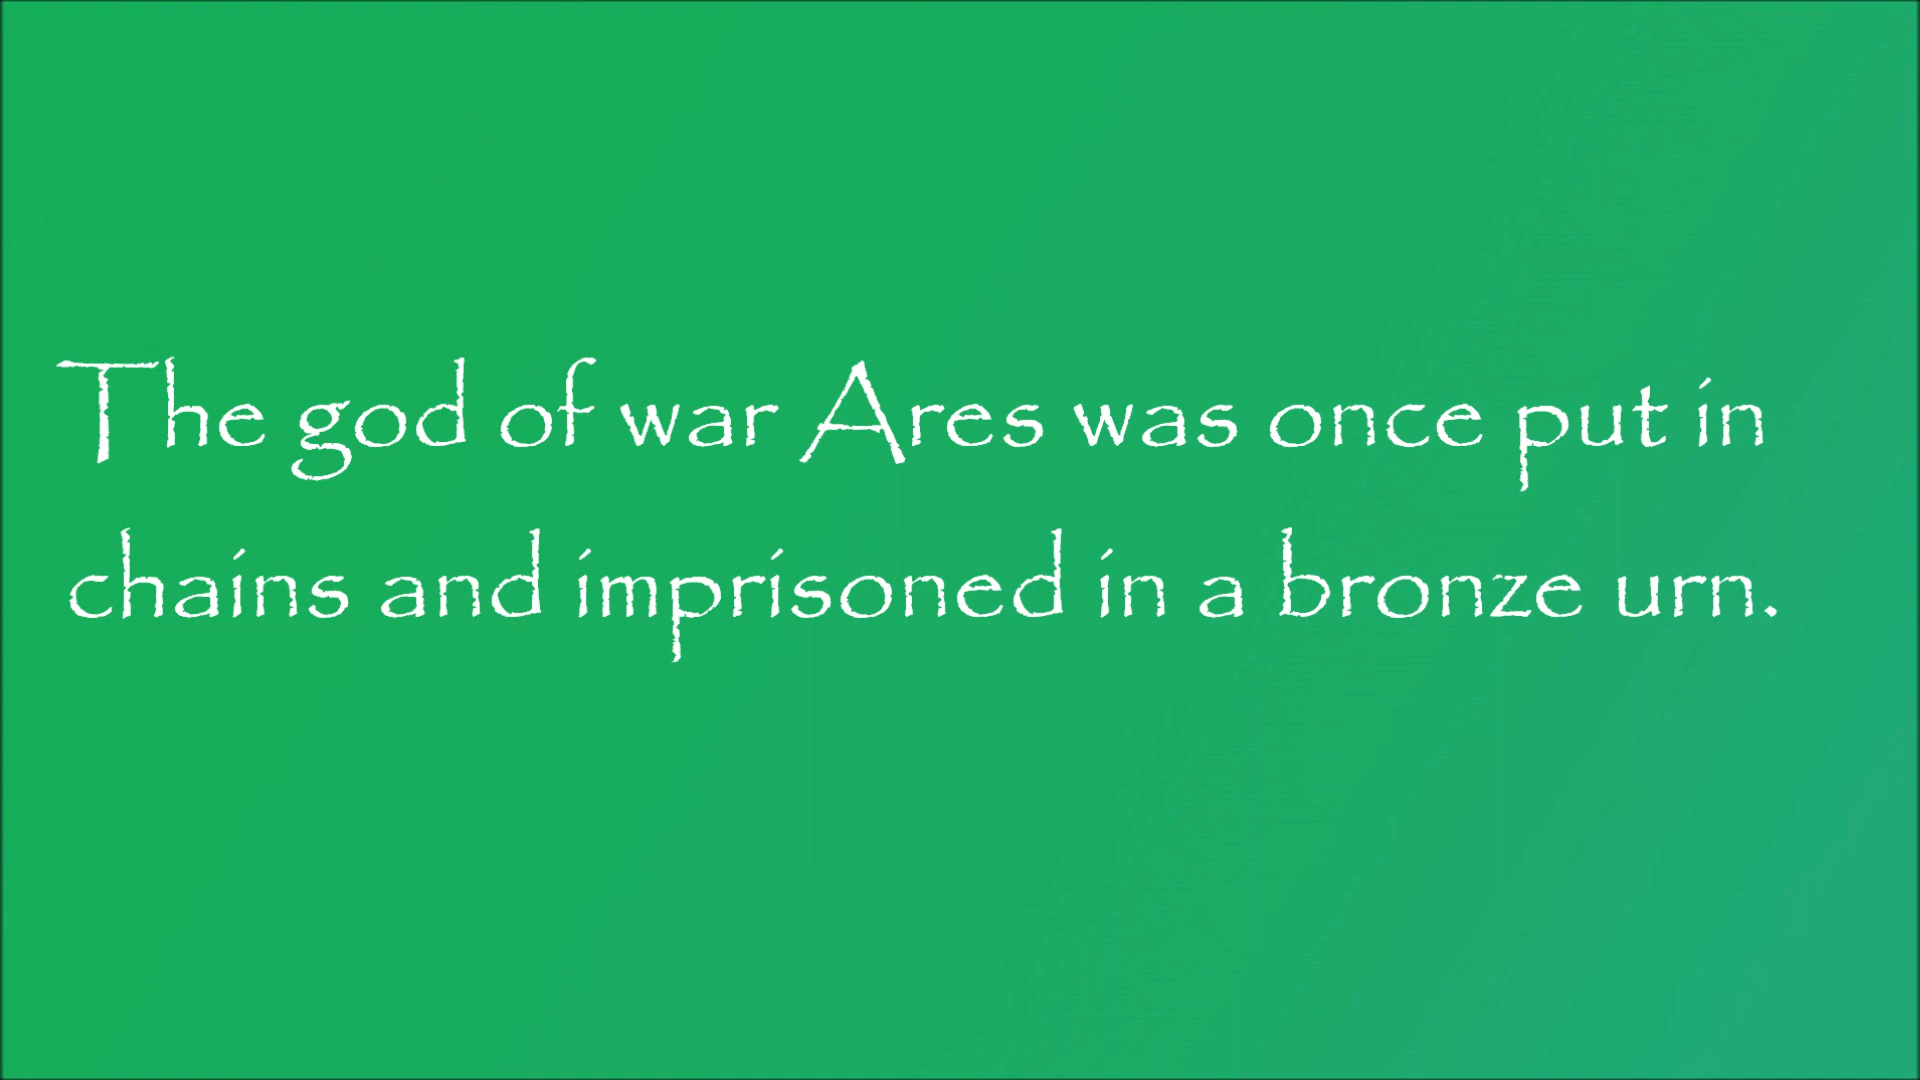 The god of war Ares was once put in
chains and imprisoned in a bronze urn.